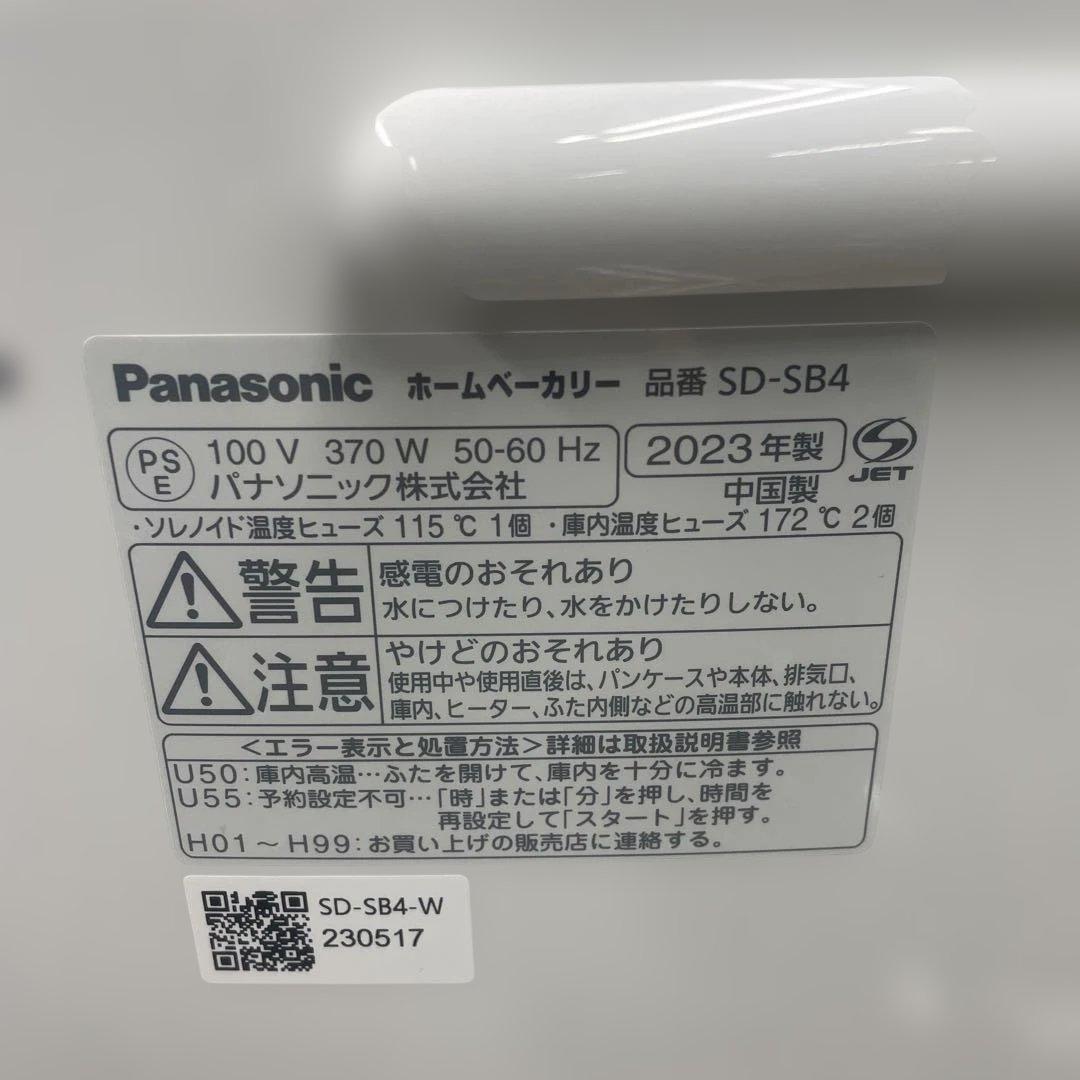 Panasonic ホームベーカリー 品番 SD-SB4
PS E 100 V 370 W 50-60 Hz
パナソニック株式会社
2023年製
中国製
JET
・ソレノイド温度ヒューズ 115 ℃ 1個 ・庫内温度ヒューズ 172 ℃ 2個
警告
感電のおそれあり
水につけたり、水をかけたりしない。
注意
やけどのおそれあり
使用中や使用直後は、パンケースや本体、排気口、
庫内、ヒーター、ふた内側などの高温部に触れない。
<エラー表示と処置方法>詳細は取扱説明書参照
U50:庫内高温…ふたを開けて、庫内を十分に冷ます。
U55:予約設定不可…「時」または「分」を押し、時間を
再設定して「スタート」を押す。
H01～H99:お買い上げの販売店に連絡する。
SD-SB4-W
230517